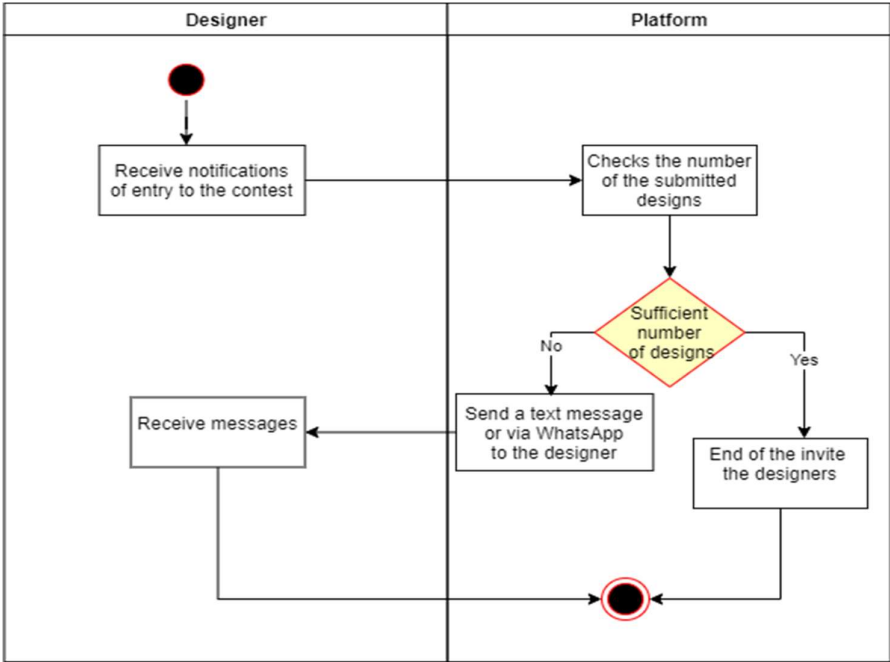 Designer
Platform
Receive notifications
of entry to the contest
Checks the number
of the submitted
designs
Sufficient
number
of designs
No
Yes
Receive messages
Send a text message
or via WhatsApp
to the designer
End of the invite
the designers